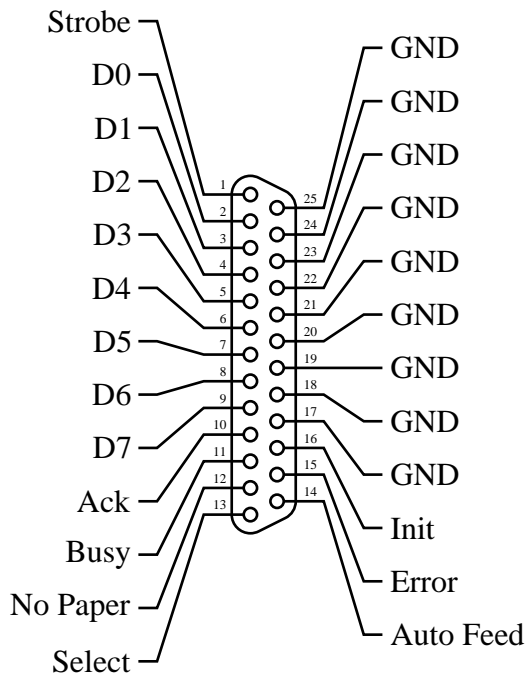 Strobe
D0
D1
D2
D3
D4
D5
D6
D7
Ack
Busy
No Paper
Select
1
2
3
4
5
6
7
8
9
10
11
12
13
25
24
23
22
21
20
19
18
17
16
15
14
GND
GND
GND
GND
GND
GND
GND
GND
GND
Init
Error
Auto Feed